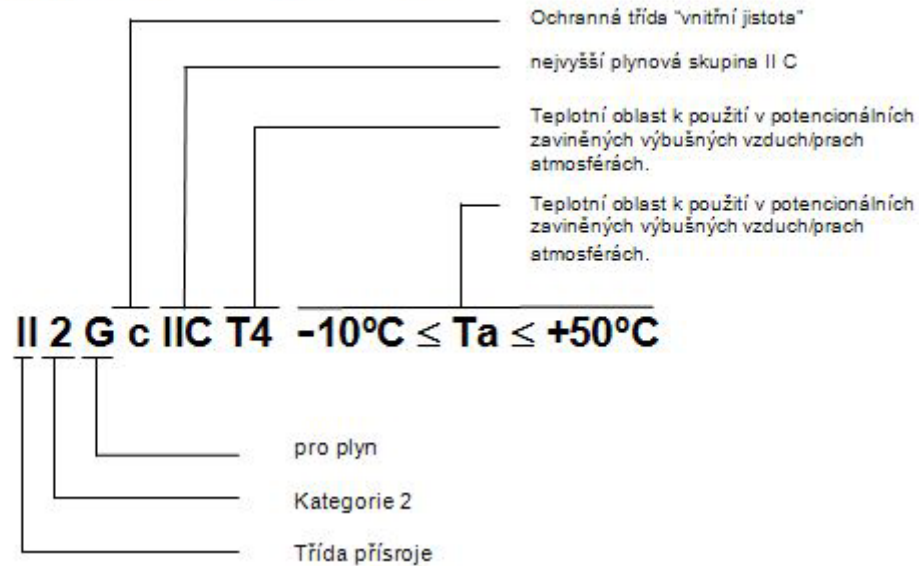 Ochranná třída "vnitřní jistota"
nejvyšší plynová skupina II C
Teplotní oblast k použití v potencionálních
zaviněných výbušných vzduch/prach
atmosférách.
Teplotní oblast k použití v potencionálních
zaviněných výbušných vzduch/prach
atmosférách.
II 2 G c IIC T4 -10ºC ≤ Ta ≤ +50ºC
pro plyn
Kategorie 2
Třída přísroje